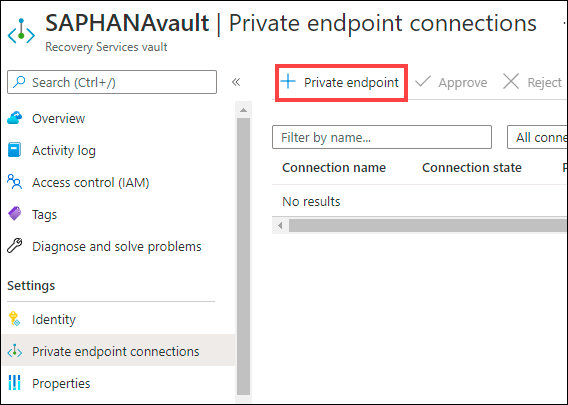 SAPHANAvault | Private endpoint connections
Recovery Services vault
Search (Ctrl+/)
«
Overview
Activity log
Access control (IAM)
Tags
Diagnose and solve problems
Settings
Identity
Private endpoint connections
Properties
+ Private endpoint
Approve
Reject
Filter by name...
All conne
Connection name
Connection state
P
No results